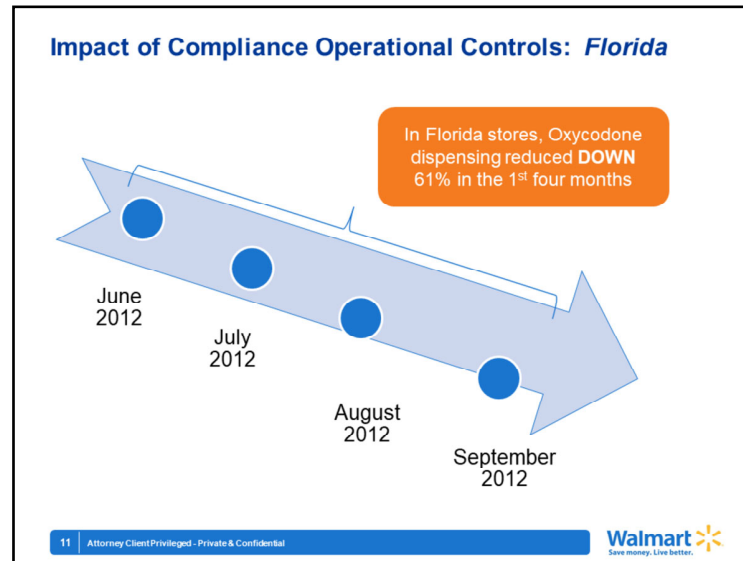 Impact of Compliance Operational Controls: Florida
In Florida stores, Oxycodone
dispensing reduced DOWN
61% in the 1st four months
June
2012
July
2012
August
2012
September
2012
11 Attorney Client Privileged - Private & Confidential
Walmart
Save money. Live better.